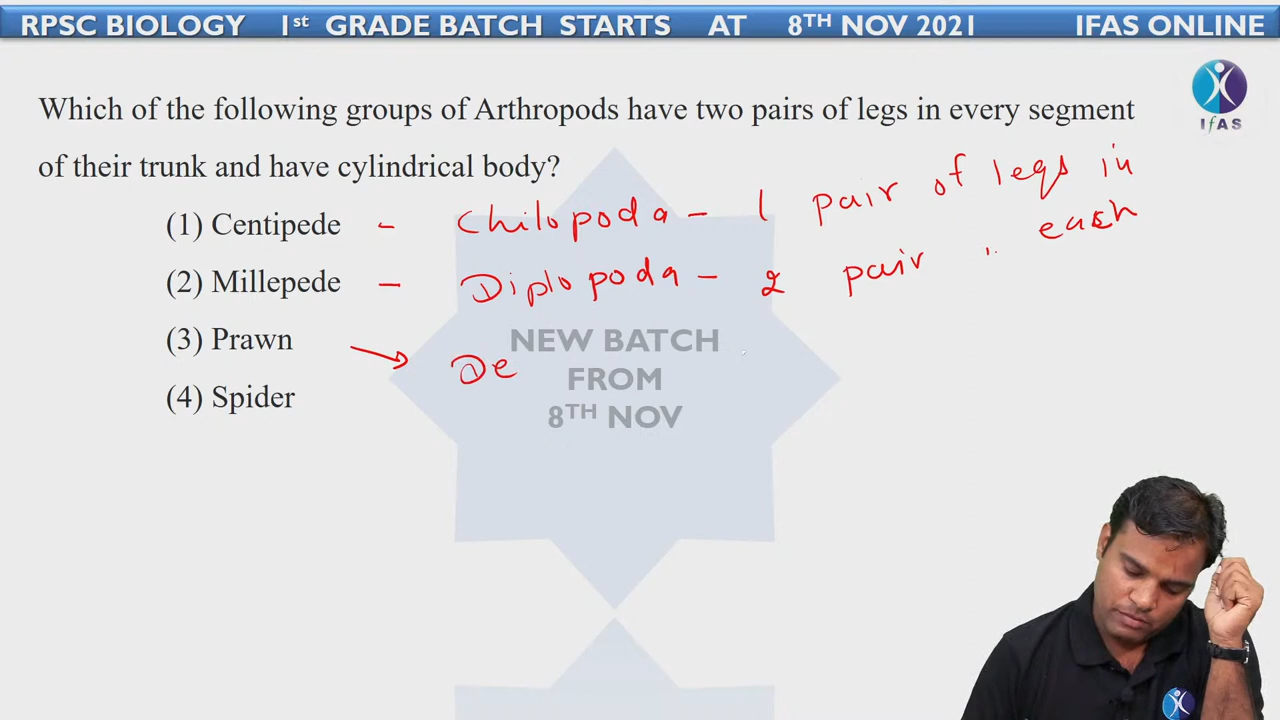 RPSC BIOLOGY 1st GRADE BATCH STARTS AT 8TH NOV 2021 IFAS ONLINE
IfAS
Which of the following groups of Arthropods have two pairs of legs in every segment
of their trunk and have cylindrical body?
(1) Centipede - Chilopoda - 1 pair of legs in each
(2) Millepede - Diplopoda - 2 pair "
(3) Prawn → De
(4) Spider
NEW BATCH
FROM
8TH NOV